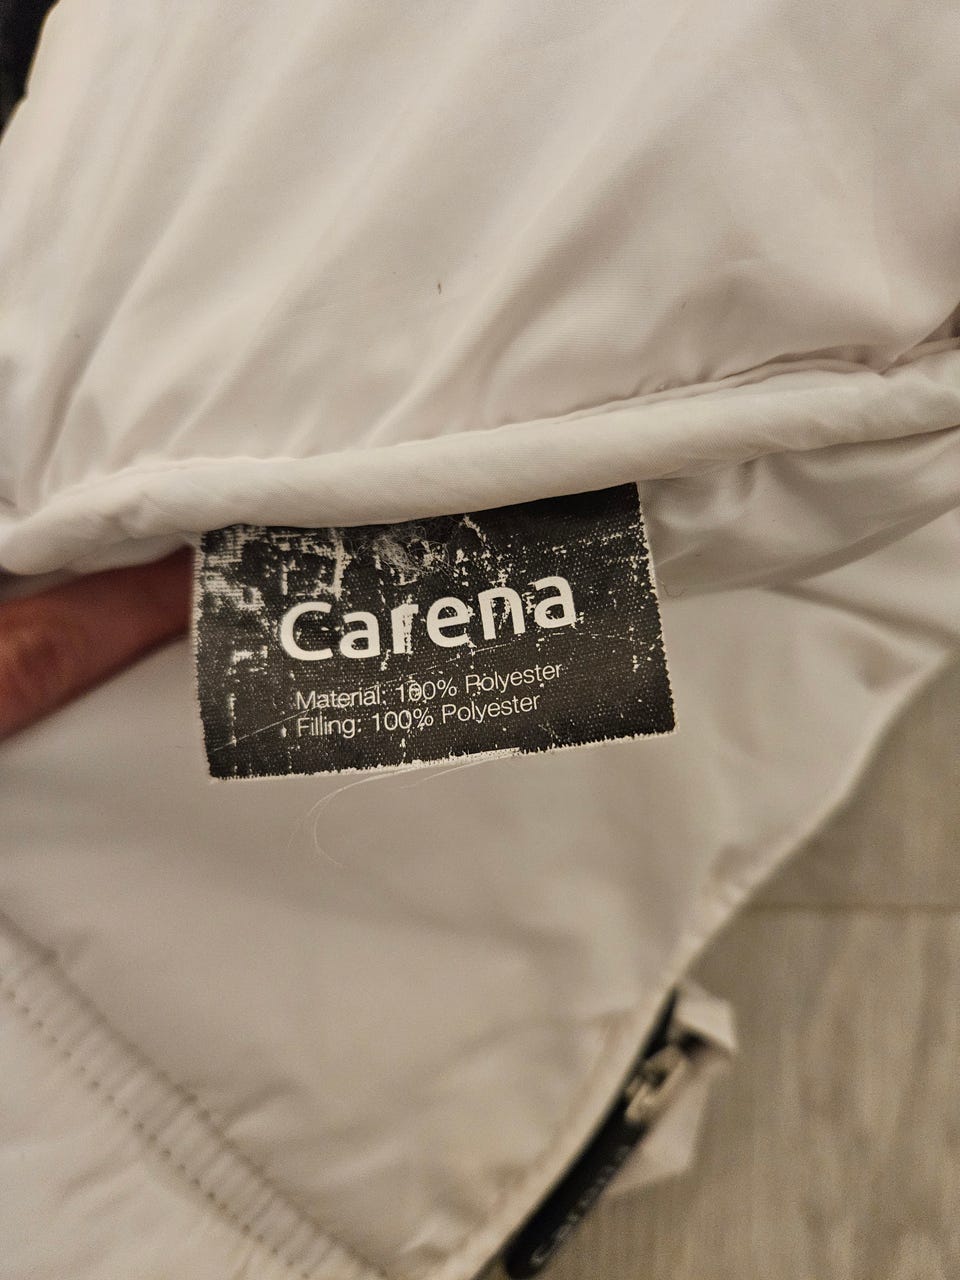 Carena
Material: 100% Polyester
Filling: 100% Polyester